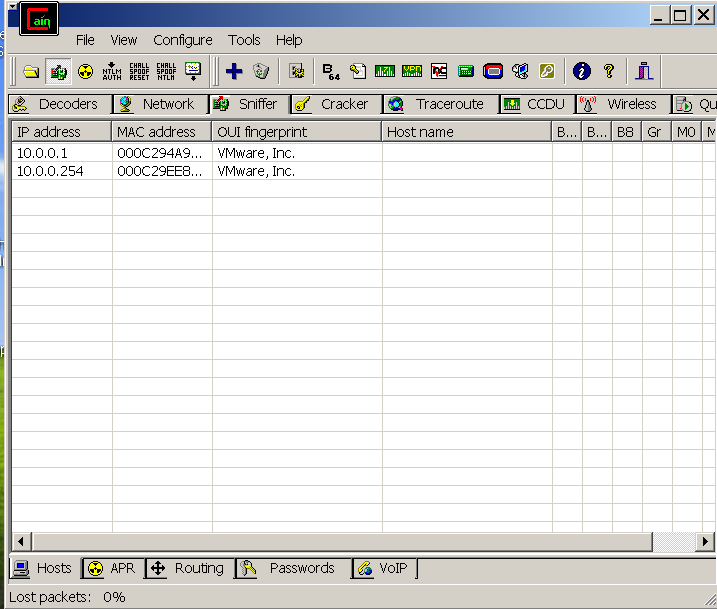 Cain
File View Configure Tools Help
NTLM AUTH CHALL SPOOF RESET CHALL SPOOF NTLM B64
Decoders Network Sniffer Cracker Traceroute CCDU Wireless Qu
IP address MAC address OUI fingerprint Host name B... B... B8 Gr M0 M
10.0.0.1 000C294A9... VMware, Inc.
10.0.0.254 000C29EE8... VMware, Inc.
Hosts APR Routing Passwords VoIP
Lost packets: 0%